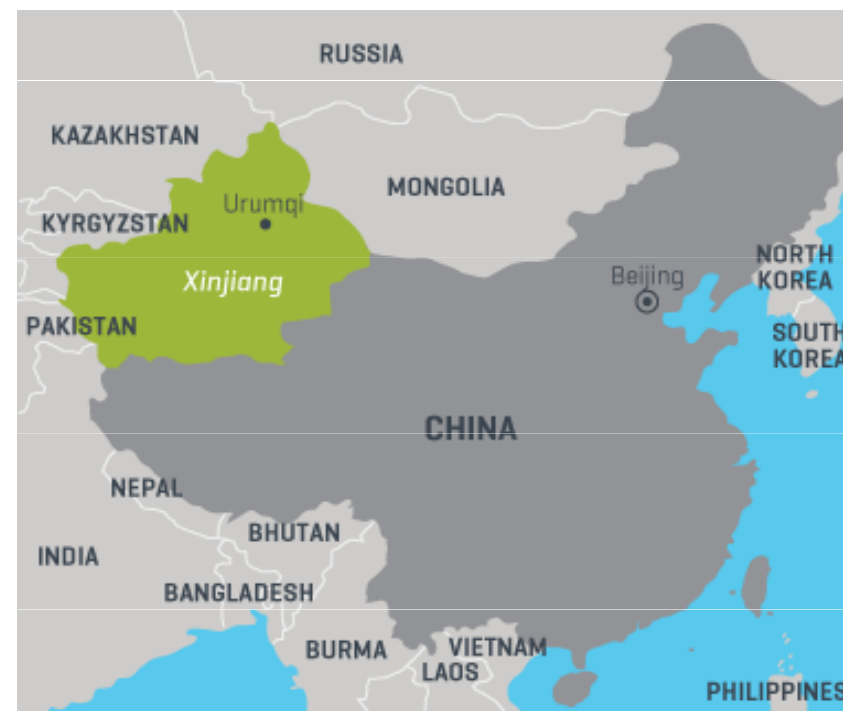 RUSSIA
KAZAKHSTAN
MONGOLIA
Urumqi
KYRGYZSTAN
NORTH
KOREA
Beijing
Xinjiang
PAKISTAN
SOUTH
KOREA
CHINA
NEPAL
BHUTAN
INDIA
BANGLADESH
BURMA
VIETNAM
LAOS
PHILIPPINES